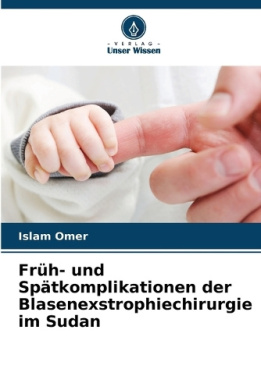 - VERLAG -
Unser Wissen
Islam Omer
Früh- und
Spätkomplikationen der
Blasenexstrophiechirurgie
im Sudan